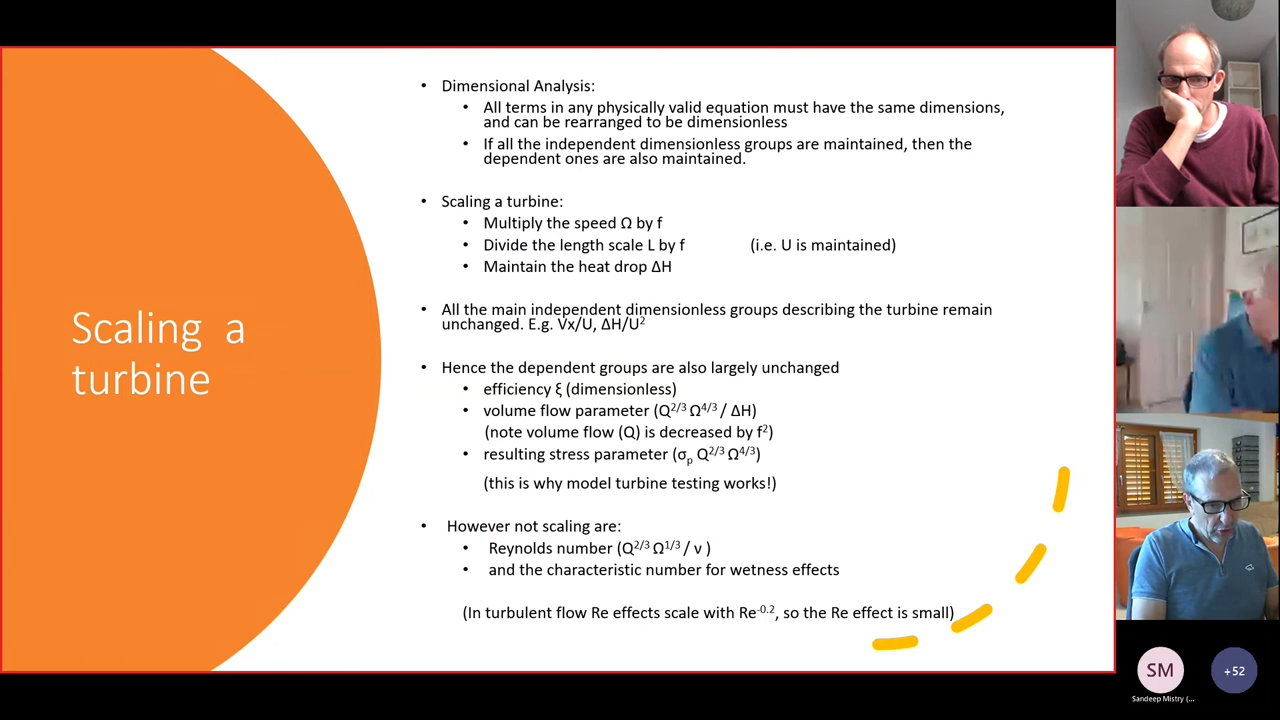 Scaling a
turbine
• Dimensional Analysis:
• All terms in any physically valid equation must have the same dimensions,
and can be rearranged to be dimensionless
• If all the independent dimensionless groups are maintained, then the
dependent ones are also maintained.
• Scaling a turbine:
• Multiply the speed Ω by f
• Divide the length scale L by f (i.e. U is maintained)
• Maintain the heat drop ΔH
• All the main independent dimensionless groups describing the turbine remain
unchanged. E.g. Vx/U, ΔH/U²
• Hence the dependent groups are also largely unchanged
• efficiency ξ (dimensionless)
• volume flow parameter (Q^2/3 Ω^4/3 / ΔH)
(note volume flow (Q) is decreased by f²)
• resulting stress parameter (σₚ Q^2/3 Ω^4/3)
(this is why model turbine testing works!)
• However not scaling are:
• Reynolds number (Q^2/3 Ω^1/3 / ν )
• and the characteristic number for wetness effects
(In turbulent flow Re effects scale with Re^-0.2, so the Re effect is small)
SM
+52
Sandeep Mistry (...